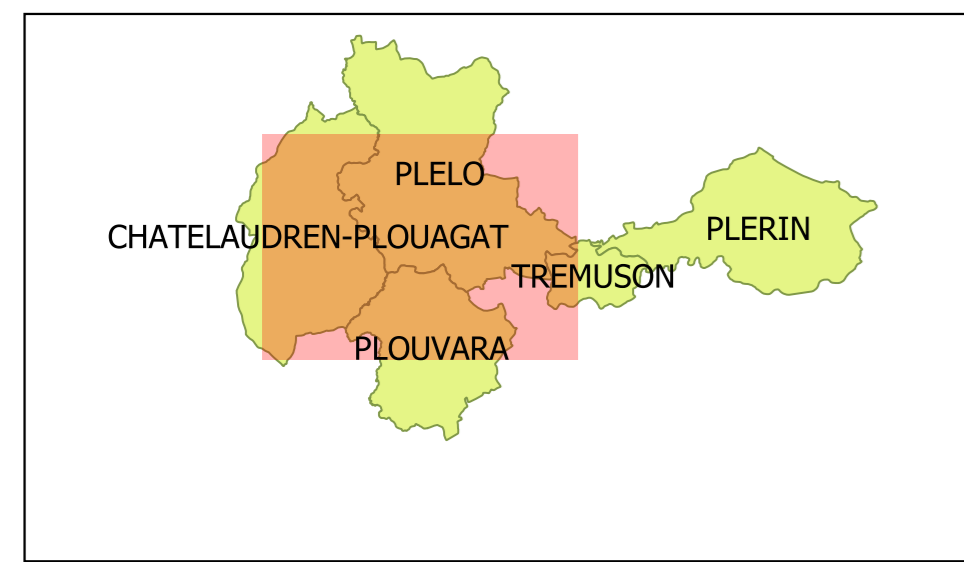 PLELO
PLERIN
CHATELAUDREN-PLOUAGAT
TREMUSON
PLOUVARA